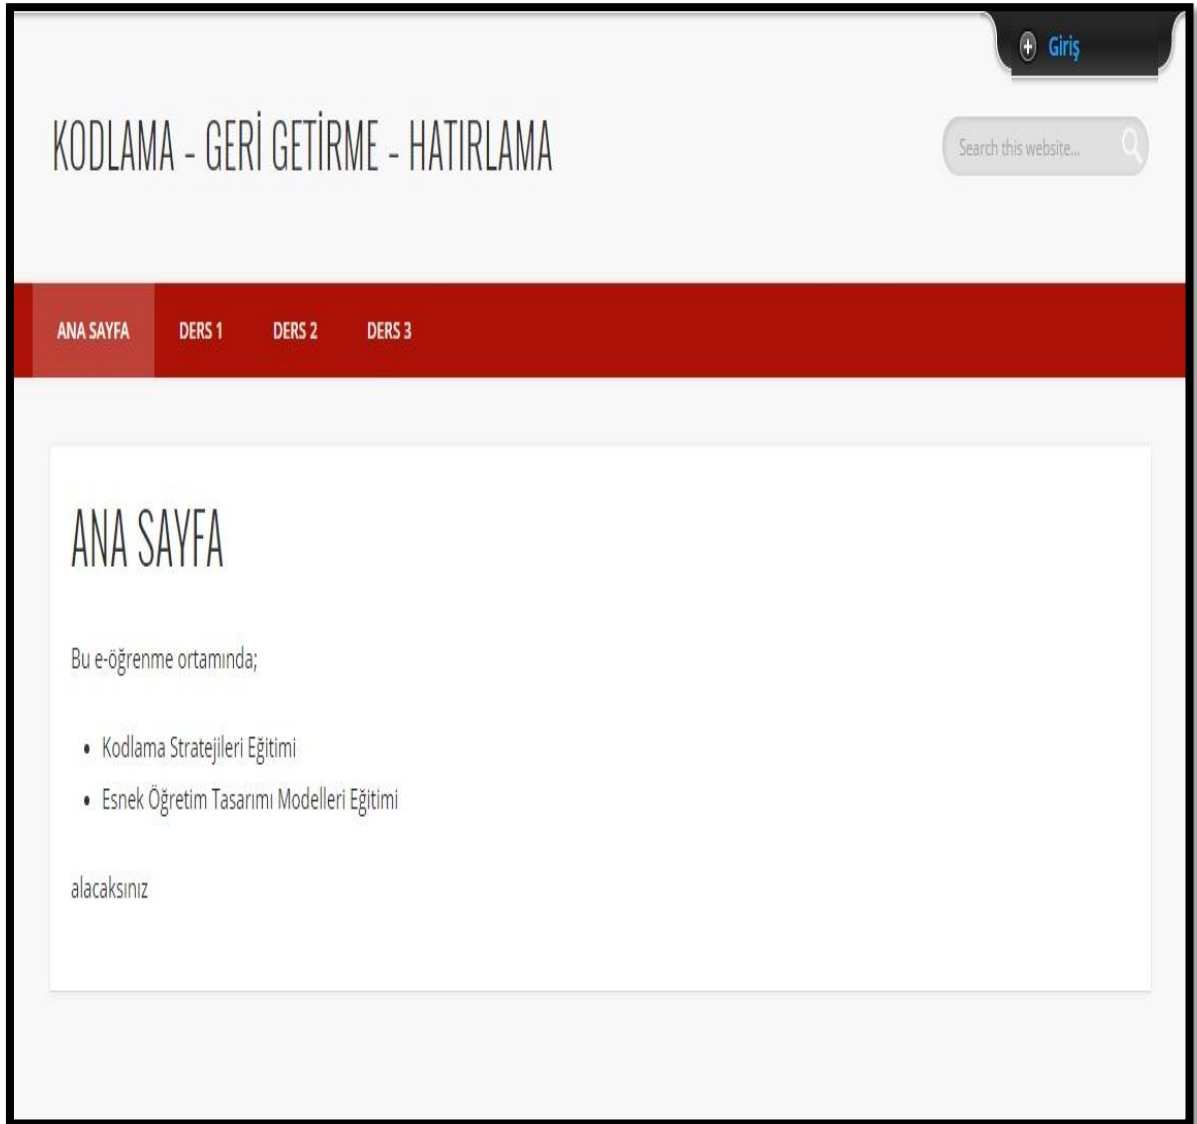 Giriş
KODLAMA - GERİ GETİRME - HATIRLAMA
Search this website...
ANA SAYFA DERS 1 DERS 2 DERS 3
ANA SAYFA
Bu e-öğrenme ortamında;
• Kodlama Stratejileri Eğitimi
• Esnek Öğretim Tasarımı Modelleri Eğitimi
alacaksınız